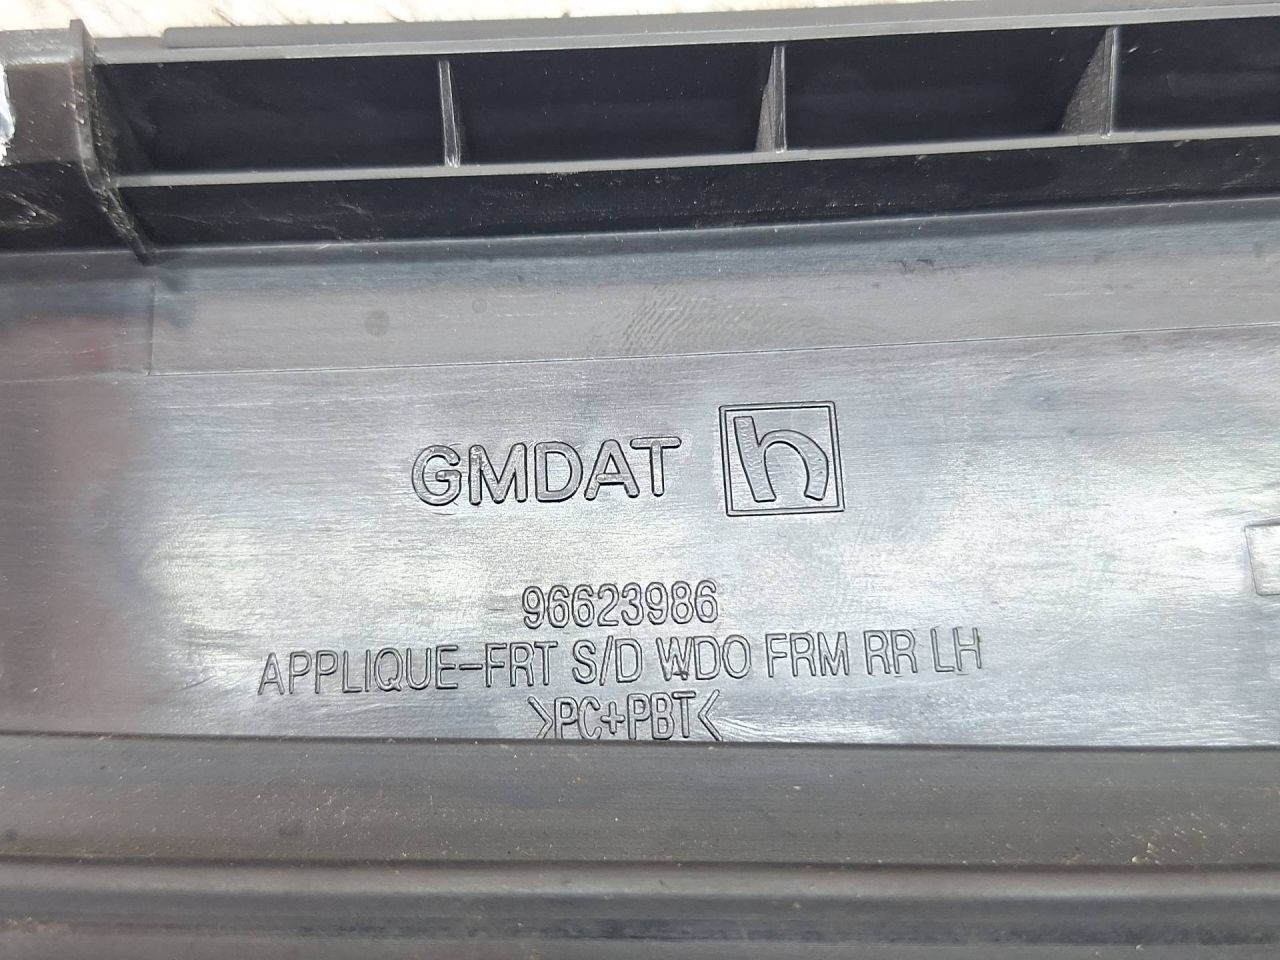 GMDAT h
96623986
APPLIQUE-FRT S/D WDO FRM RR LH
>PC+PBT<